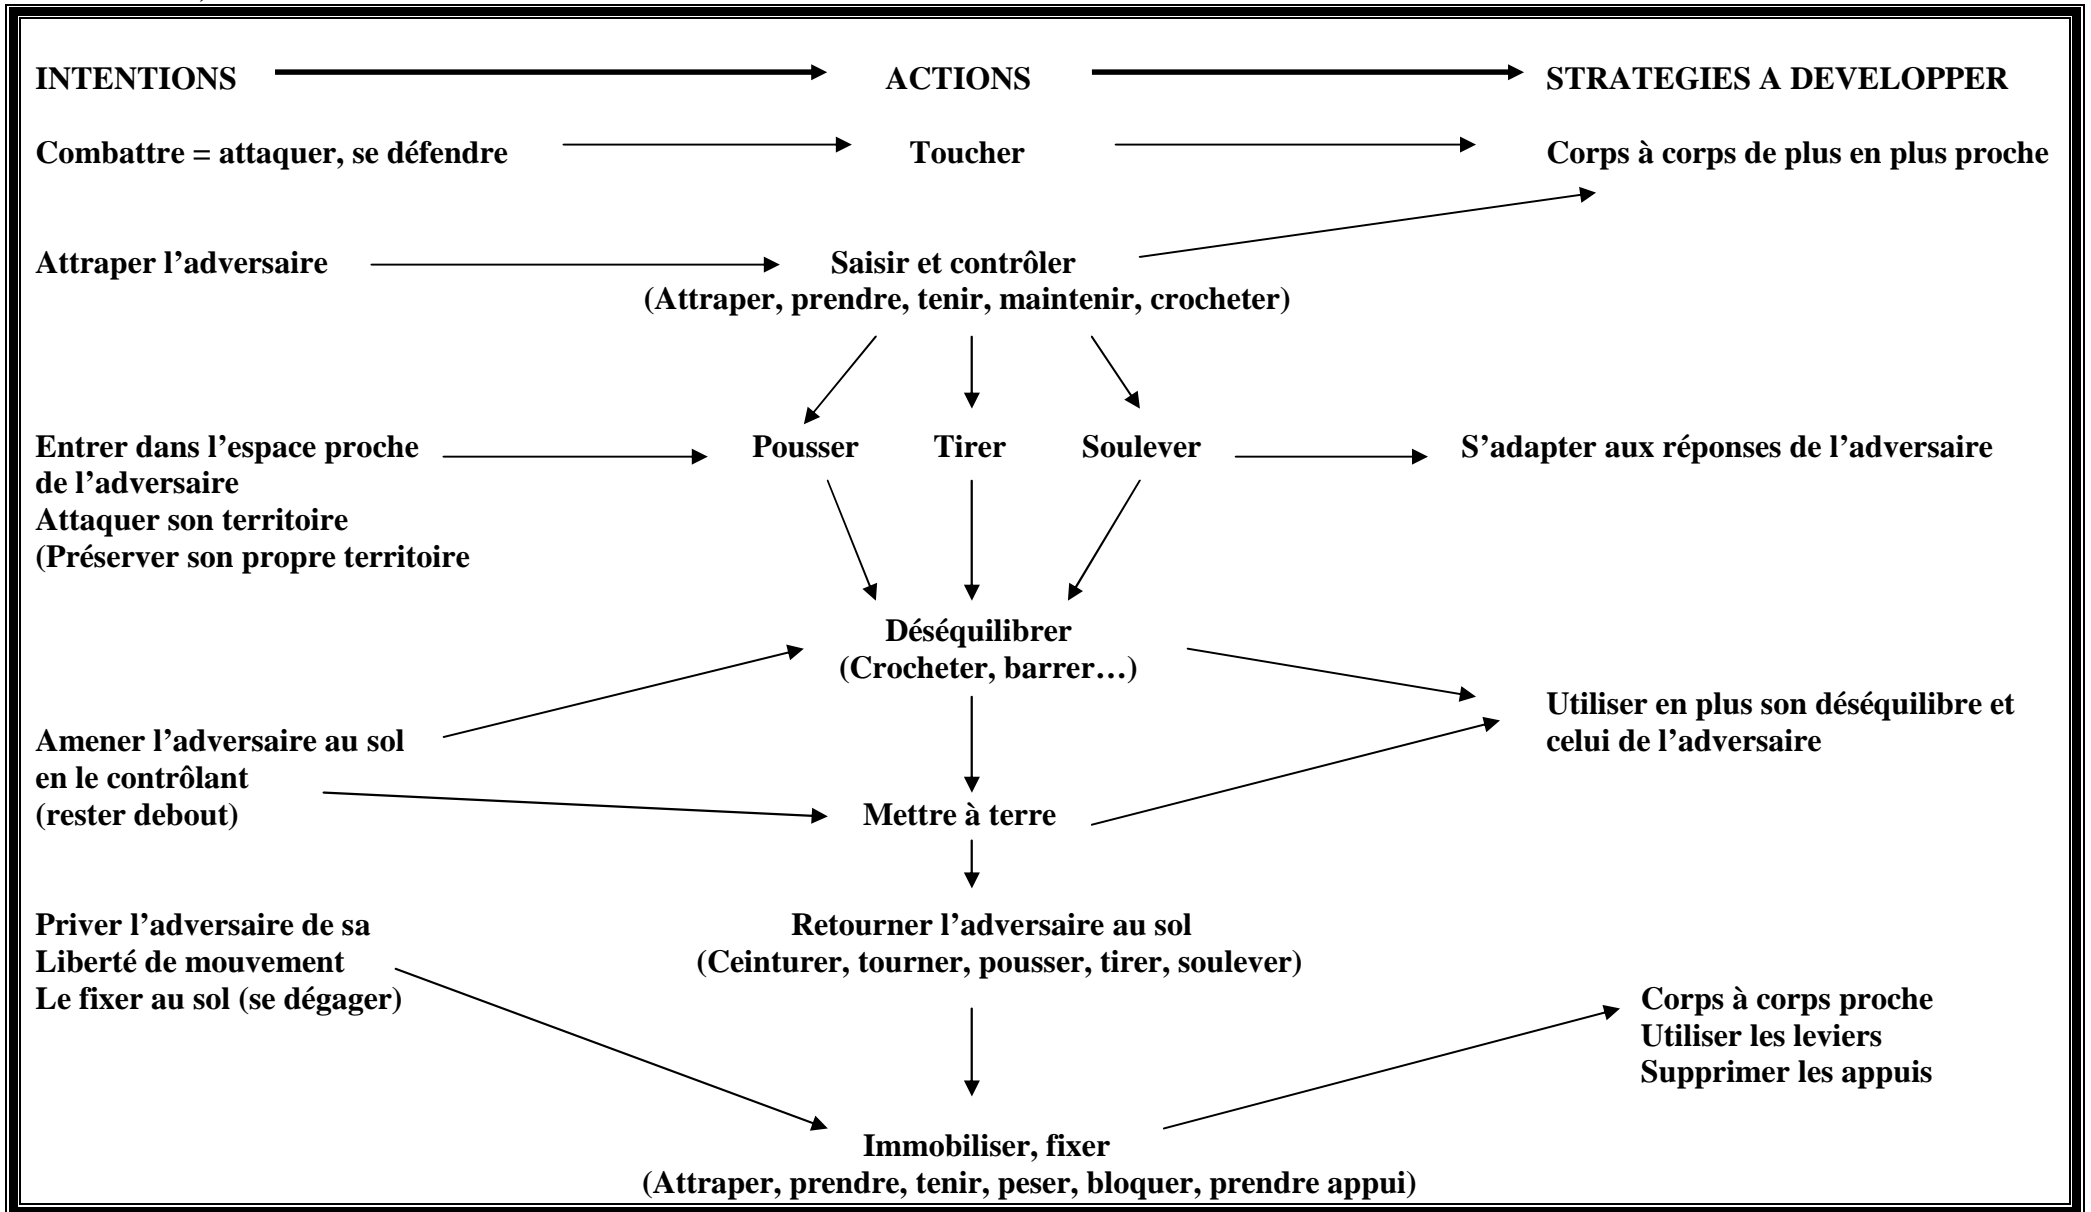 INTENTIONS ACTIONS STRATEGIES A DEVELOPPER
Combattre = attaquer, se défendre Toucher Corps à corps de plus en plus proche
Attraper l’adversaire Saisir et contrôler
(Attraper, prendre, tenir, maintenir, crocheter)
Entrer dans l’espace proche Pousser Tirer Soulever S’adapter aux réponses de l’adversaire
de l’adversaire
Attaquer son territoire
(Préserver son propre territoire
Déséquilibrer
(Crocheter, barrer…)
Utiliser en plus son déséquilibre et
Amener l’adversaire au sol celui de l’adversaire
en le contrôlant
(rester debout) Mettre à terre
Priver l’adversaire de sa Retourner l’adversaire au sol
Liberté de mouvement (Ceinturer, tourner, pousser, tirer, soulever)
Le fixer au sol (se dégager) Corps à corps proche
Utiliser les leviers
Supprimer les appuis
Immobiliser, fixer
(Attraper, prendre, tenir, peser, bloquer, prendre appui)